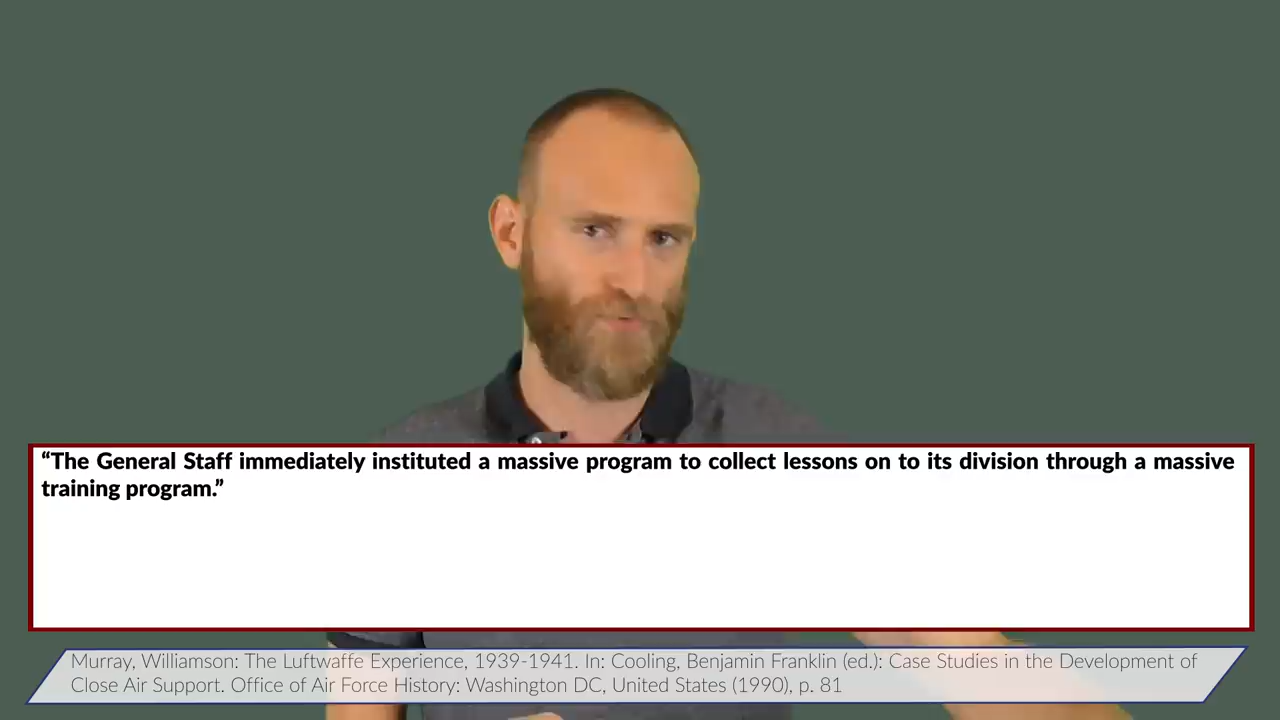 “The General Staff immediately instituted a massive program to collect lessons on to its division through a massive
training program.”
Murray, Williamson: The Luftwaffe Experience, 1939-1941. In: Cooling, Benjamin Franklin (ed.): Case Studies in the Development of
Close Air Support. Office of Air Force History: Washington DC, United States (1990), p. 81